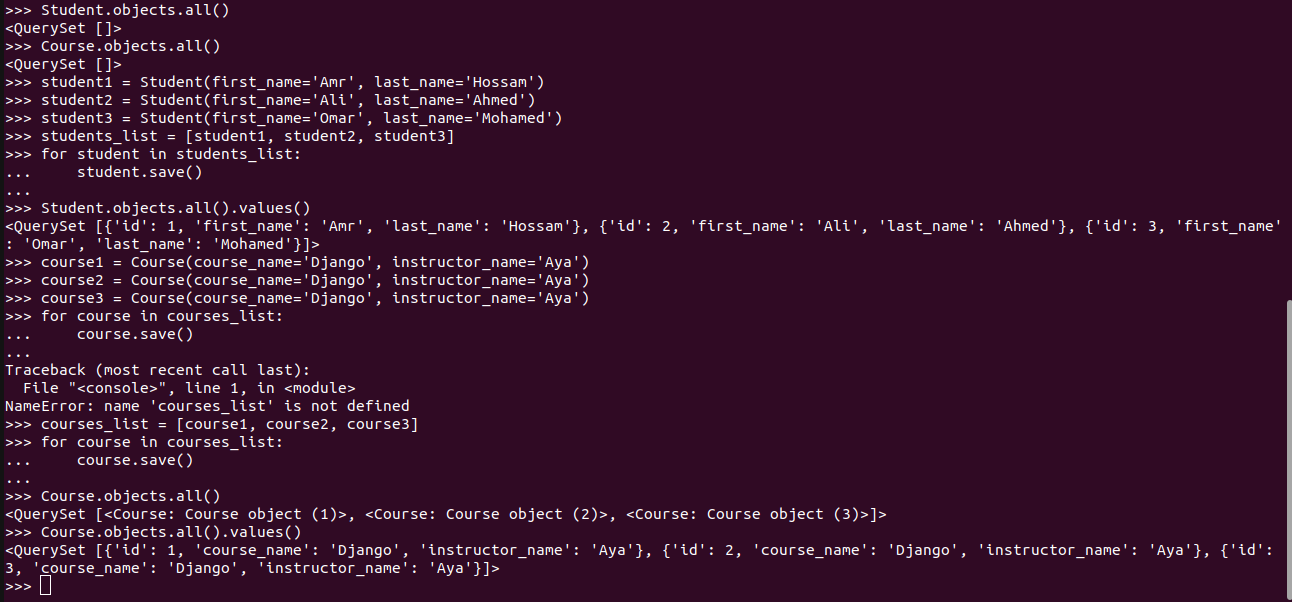 >>> Student.objects.all()
<QuerySet []>
>>> Course.objects.all()
<QuerySet []>
>>> student1 = Student(first_name='Amr', last_name='Hossam')
>>> student2 = Student(first_name='Ali', last_name='Ahmed')
>>> student3 = Student(first_name='Omar', last_name='Mohamed')
>>> students_list = [student1, student2, student3]
>>> for student in students_list:
...     student.save()
...
>>> Student.objects.all().values()
<QuerySet [{'id': 1, 'first_name': 'Amr', 'last_name': 'Hossam'}, {'id': 2, 'first_name': 'Ali', 'last_name': 'Ahmed'}, {'id': 3, 'first_name'
: 'Omar', 'last_name': 'Mohamed'}]>
>>> course1 = Course(course_name='Django', instructor_name='Aya')
>>> course2 = Course(course_name='Django', instructor_name='Aya')
>>> course3 = Course(course_name='Django', instructor_name='Aya')
>>> for course in courses_list:
...     course.save()
...
Traceback (most recent call last):
  File "<console>", line 1, in <module>
NameError: name 'courses_list' is not defined
>>> courses_list = [course1, course2, course3]
>>> for course in courses_list:
...     course.save()
...
>>> Course.objects.all()
<QuerySet [<Course: Course object (1)>, <Course: Course object (2)>, <Course: Course object (3)>]>
>>> Course.objects.all().values()
<QuerySet [{'id': 1, 'course_name': 'Django', 'instructor_name': 'Aya'}, {'id': 2, 'course_name': 'Django', 'instructor_name': 'Aya'}, {'id':
3, 'course_name': 'Django', 'instructor_name': 'Aya'}]>
>>>